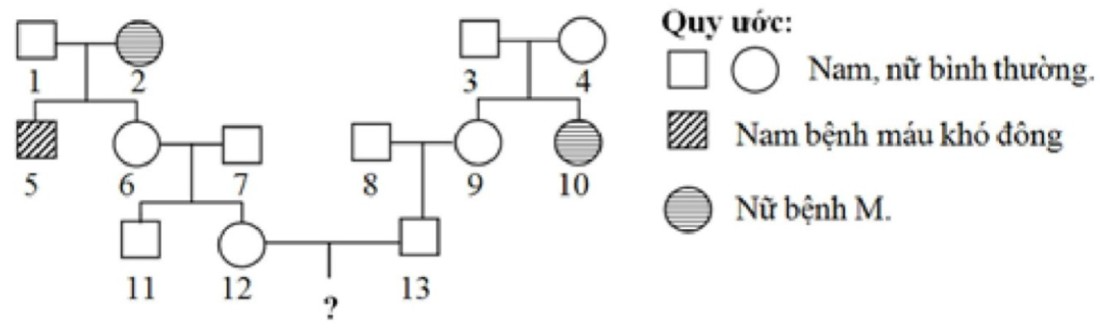 Quy ước:
Nam, nữ bình thường.
Nam bệnh máu khó đông
Nữ bệnh M.
1 2 3 4
5 6 7 8 9 10
11 12 13
?